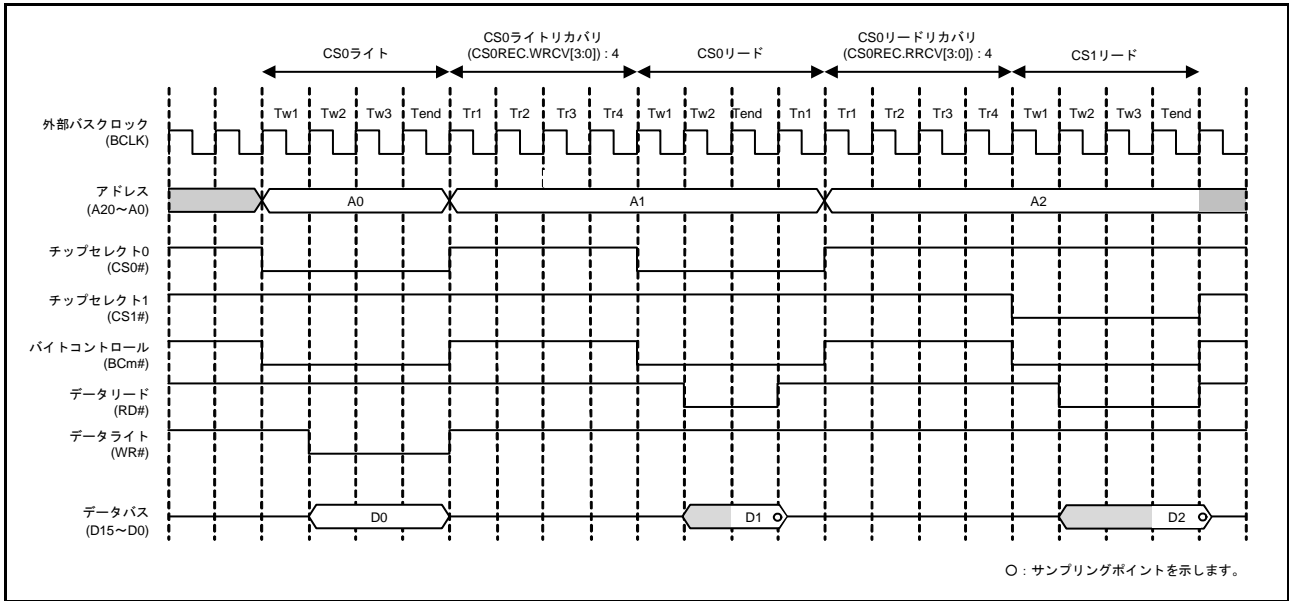 CS0ライト
CS0ライトリカバリ
(CS0REC.WRCV[3:0]) : 4
CS0リード
CS0リードリカバリ
(CS0REC.RRCV[3:0]) : 4
CS1リード
外部バスクロック
(BCLK)
Tw1 Tw2 Tw3 Tend Tr1 Tr2 Tr3 Tr4 Tw1 Tw2 Tend Tn1 Tr1 Tr2 Tr3 Tr4 Tw1 Tw2 Tw3 Tend
アドレス
(A20～A0)
A0 A1 A2
チップセレクト0
(CS0#)
チップセレクト1
(CS1#)
バイトコントロール
(BCm#)
データリード
(RD#)
データライト
(WR#)
データバス
(D15～D0)
D0 D1 D2
○：サンプリングポイントを示します。